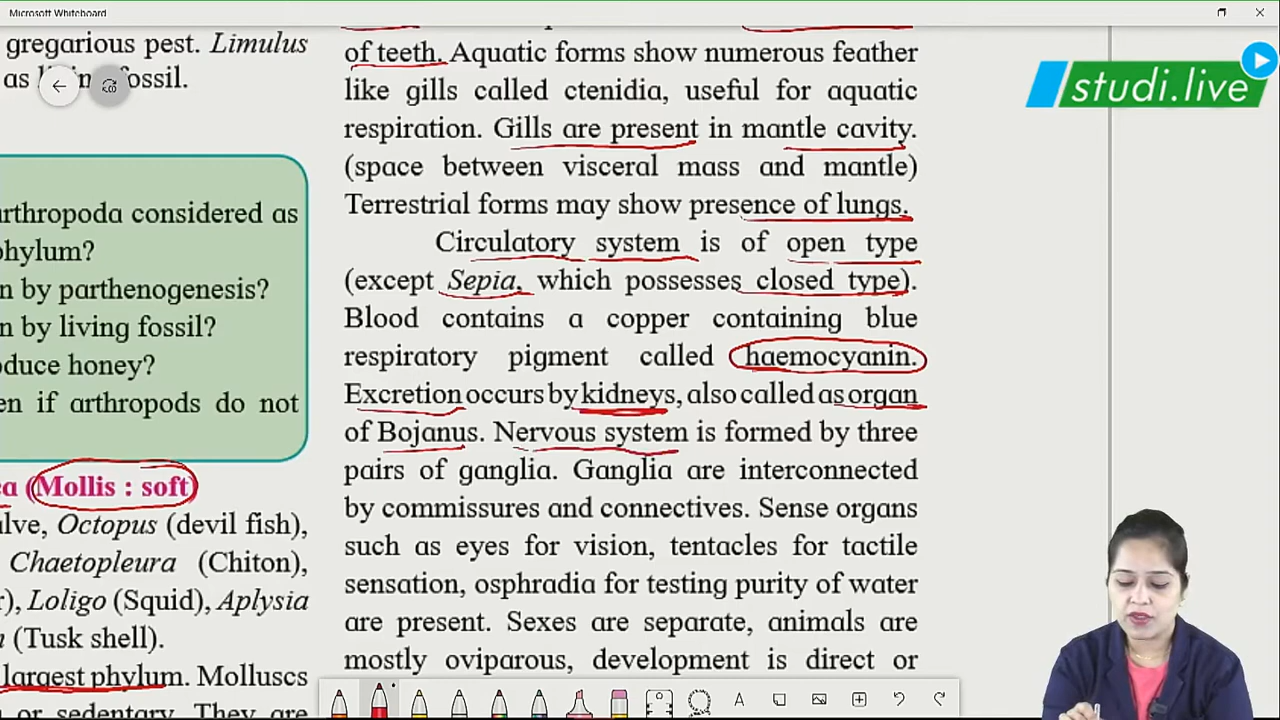 Microsoft Whiteboard
gregarious pest. Limulus
as fossil.
arthropoda considered as
phylum?
n by parthenogenesis?
n by living fossil?
oduce honey?
en if arthropods do not
(Mollis : soft
alve, Octopus (devil fish),
Chaetopleura (Chiton),
Loligo (Squid), Aplysia
(Tusk shell).
largest phylum. Molluscs
or sedentary. They are
of teeth. Aquatic forms show numerous feather
like gills called ctenidia, useful for aquatic
respiration. Gills are present in mantle cavity.
(space between visceral mass and mantle)
Terrestrial forms may show presence of lungs.
Circulatory system is of open type
(except Sepia, which possesses closed type).
Blood contains a copper containing blue
respiratory pigment called haemocyanin.
Excretion occurs by kidneys, also called as organ
of Bojanus. Nervous system is formed by three
pairs of ganglia. Ganglia are interconnected
by commissures and connectives. Sense organs
such as eyes for vision, tentacles for tactile
sensation, osphradia for testing purity of water
are present. Sexes are separate, animals are
mostly oviparous, development is direct or
studi.live